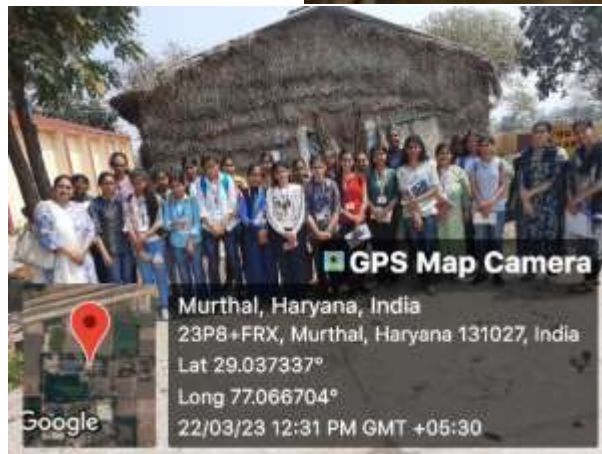 GPS Map Camera
Murthal, Haryana, India
23P8+FRX, Murthal, Haryana 131027, India
Lat 29.037337°
Long 77.066704°
22/03/23 12:31 PM GMT +05:30
Google